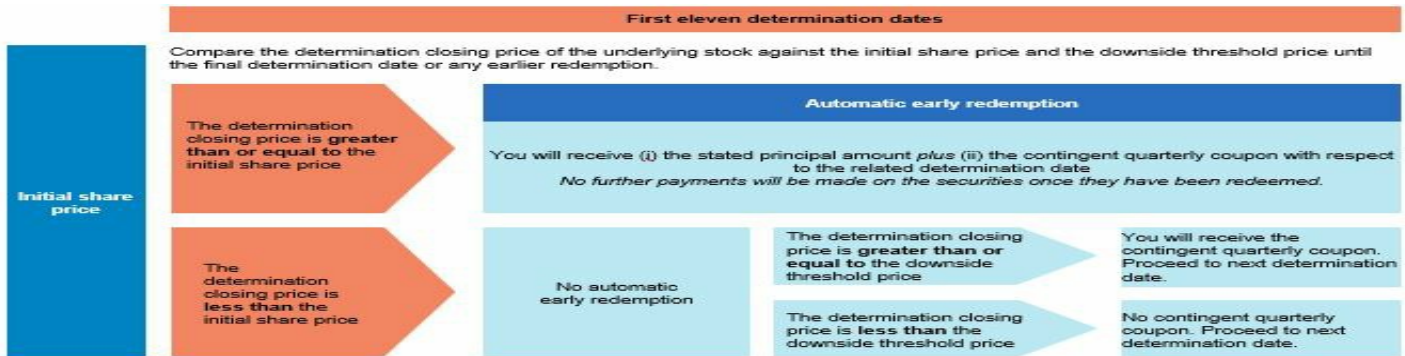 First eleven determination dates
Compare the determination closing price of the underlying stock against the initial share price and the downside threshold price until
the final determination date or any earlier redemption.
Initial share
price
The determination
closing price is greater
than or equal to the
initial share price
Automatic early redemption
You will receive (i) the stated principal amount plus (ii) the contingent quarterly coupon with respect
to the related determination date
No further payments will be made on the securities once they have been redeemed.
The
determination
closing price is
less than the
initial share price
No automatic
early redemption
The determination closing
price is greater than or
equal to the downside
threshold price
You will receive the
contingent quarterly coupon.
Proceed to next determination
date.
The determination closing
price is less than the
downside threshold price
No contingent quarterly
coupon. Proceed to next
determination date.